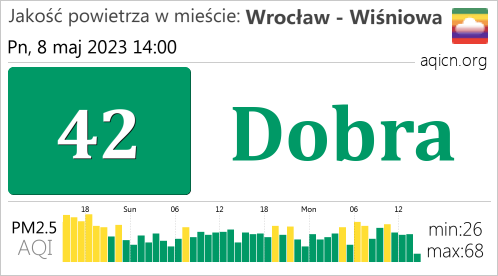 Jakość powietrza w mieście: Wrocław - Wiśniowa
Pn, 8 maj 2023 14:00
aqicn.org
42 Dobra
18 Sun 06 12 18 Mon 06 12
PM2.5 min:26
AQI max:68